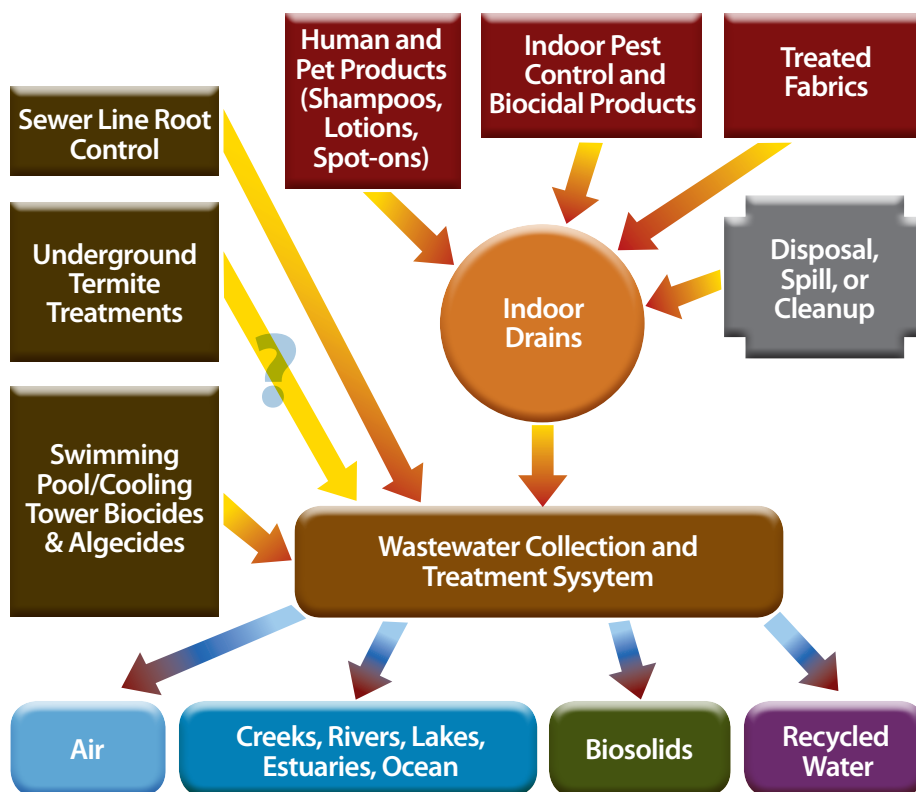 Human and
Pet Products
(Shampoos,
Lotions,
Spot-ons)
Indoor Pest
Control and
Biocidal Products
Treated
Fabrics
Sewer Line Root
Control
Underground
Termite
Treatments
Disposal,
Spill, or
Cleanup
Indoor
Drains
?
Swimming
Pool/Cooling
Tower Biocides
& Algecides
Wastewater Collection and
Treatment Sysytem
Air
Creeks, Rivers, Lakes,
Estuaries, Ocean
Biosolids
Recycled
Water